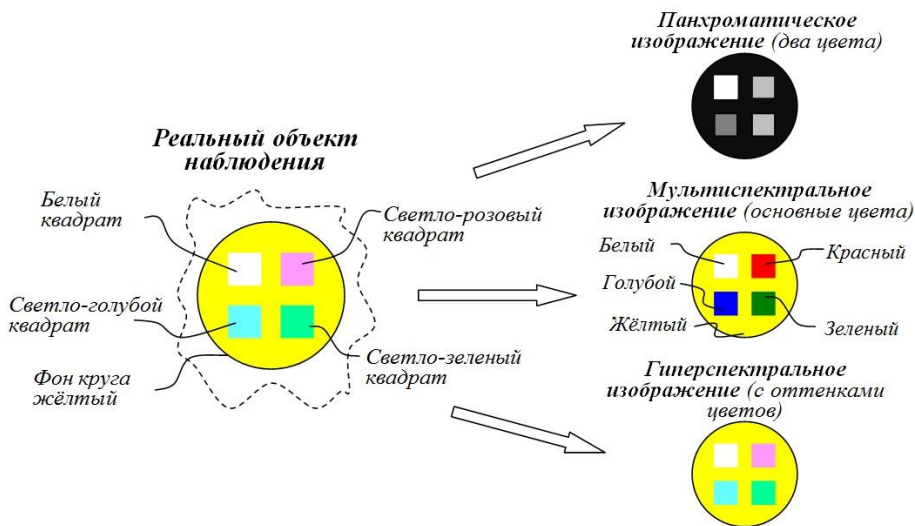 Реальный объект
наблюдения
Белый
квадрат
Светло-розовый
квадрат
Светло-голубой
квадрат
Светло-зеленый
квадрат
Фон круга
жёлтый
Панхроматическое
изображение (два цвета)
Мультиспектральное
изображение (основные цвета)
Белый
Красный
Голубой
Жёлтый
Зеленый
Гиперспектральное
изображение (с оттенками
цветов)